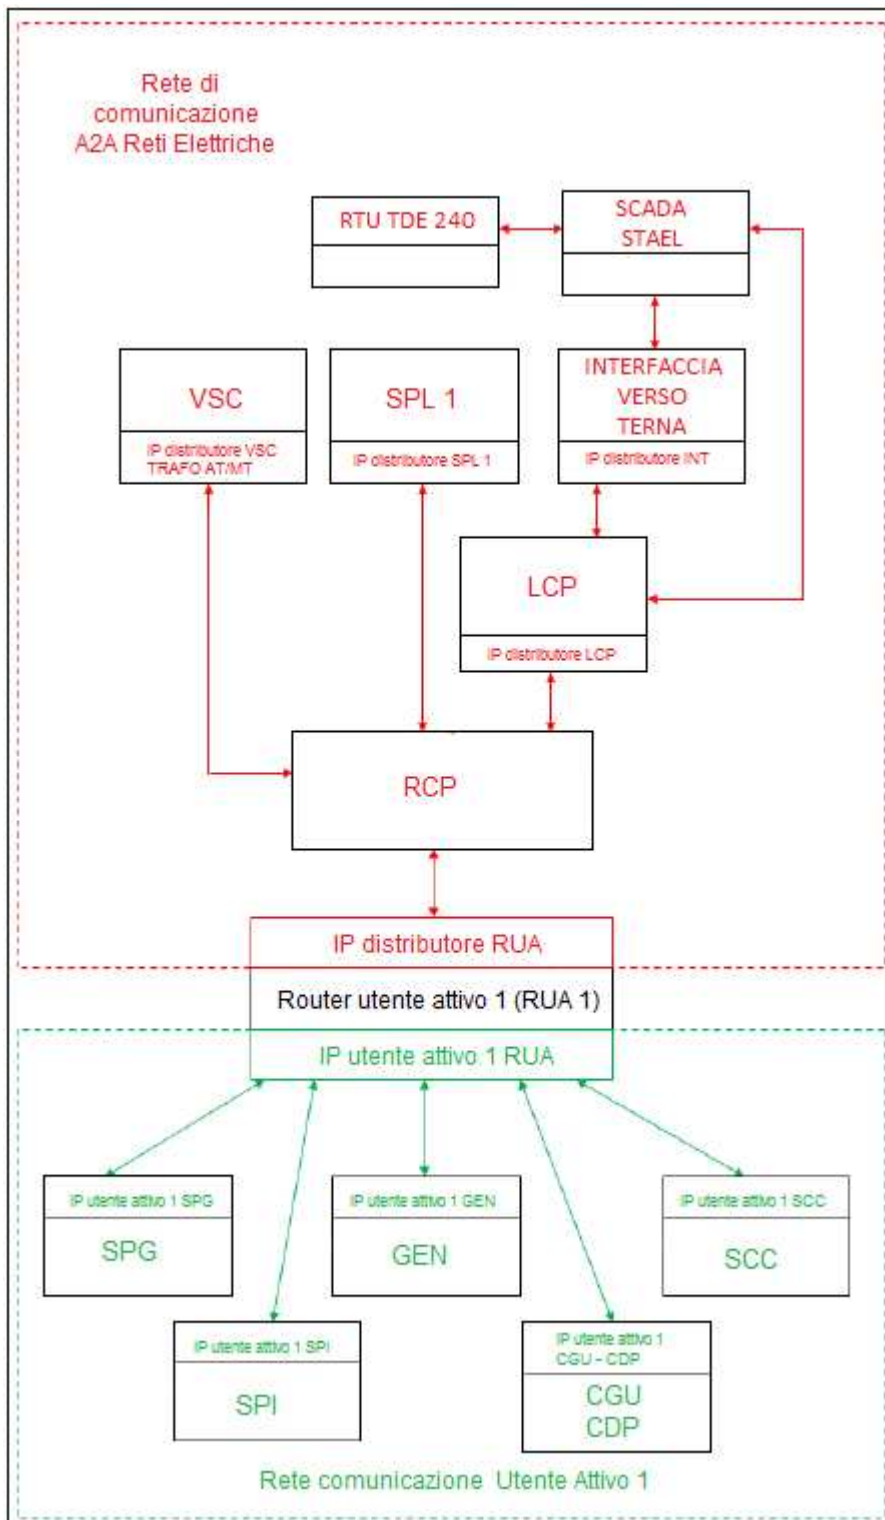 Rete di
comunicazione
A2A Reti Elettriche
RTU TDE 240
SCADA
STAEL
VSC
IP distributore VSC
TRAFO AT/MT
SPL 1
IP distributore SPL 1
INTERFACCIA
VERSO
TERNA
IP distributore INT
LCP
IP distributore LCP
RCP
IP distributore RUA
Router utente attivo 1 (RUA 1)
IP utente attivo 1 RUA
IP utente attivo 1 SPG
SPG
IP utente attivo 1 GEN
GEN
IP utente attivo 1 SCC
SCC
IP utente attivo 1 SPI
SPI
IP utente attivo 1
CGU - CDP
CGU
CDP
Rete comunicazione Utente Attivo 1